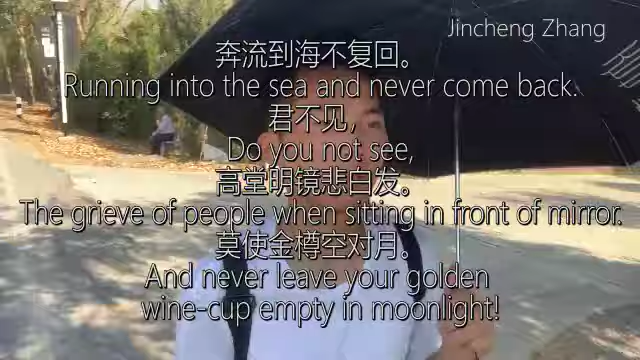 Jincheng Zhang
奔流到海不复回。
Running into the sea and never come back.
君不见，
Do you not see,
高堂明镜悲白发。
The grieve of people when sitting in front of mirror.
莫使金樽空对月。
And never leave your golden
wine-cup empty in moonlight!